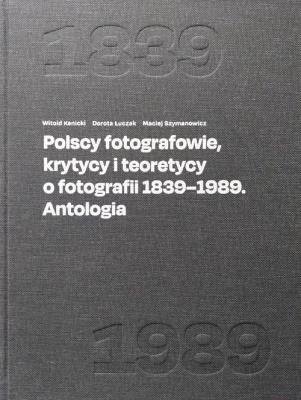 1839
Witold Kanicki Dorota Łuczak Maciej Szymanowicz
Polscy fotografowie,
krytycy i teoretycy
o fotografii 1839–1989.
Antologia
1989